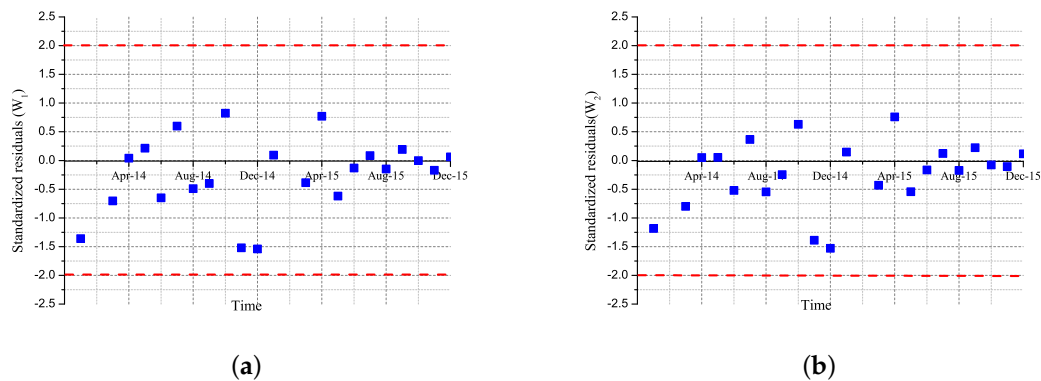 2.5
2.0
1.5
1.0
0.5
0.0
-0.5
-1.0
-1.5
-2.0
-2.5
Standardized residuals (W₁)
Apr-14 Aug-14 Dec-14 Apr-15 Aug-15 Dec-15
Time
(a)
2.5
2.0
1.5
1.0
0.5
0.0
-0.5
-1.0
-1.5
-2.0
-2.5
Standardized residuals(W₂)
Apr-14 Aug-14 Dec-14 Apr-15 Aug-15 Dec-15
Time
(b)